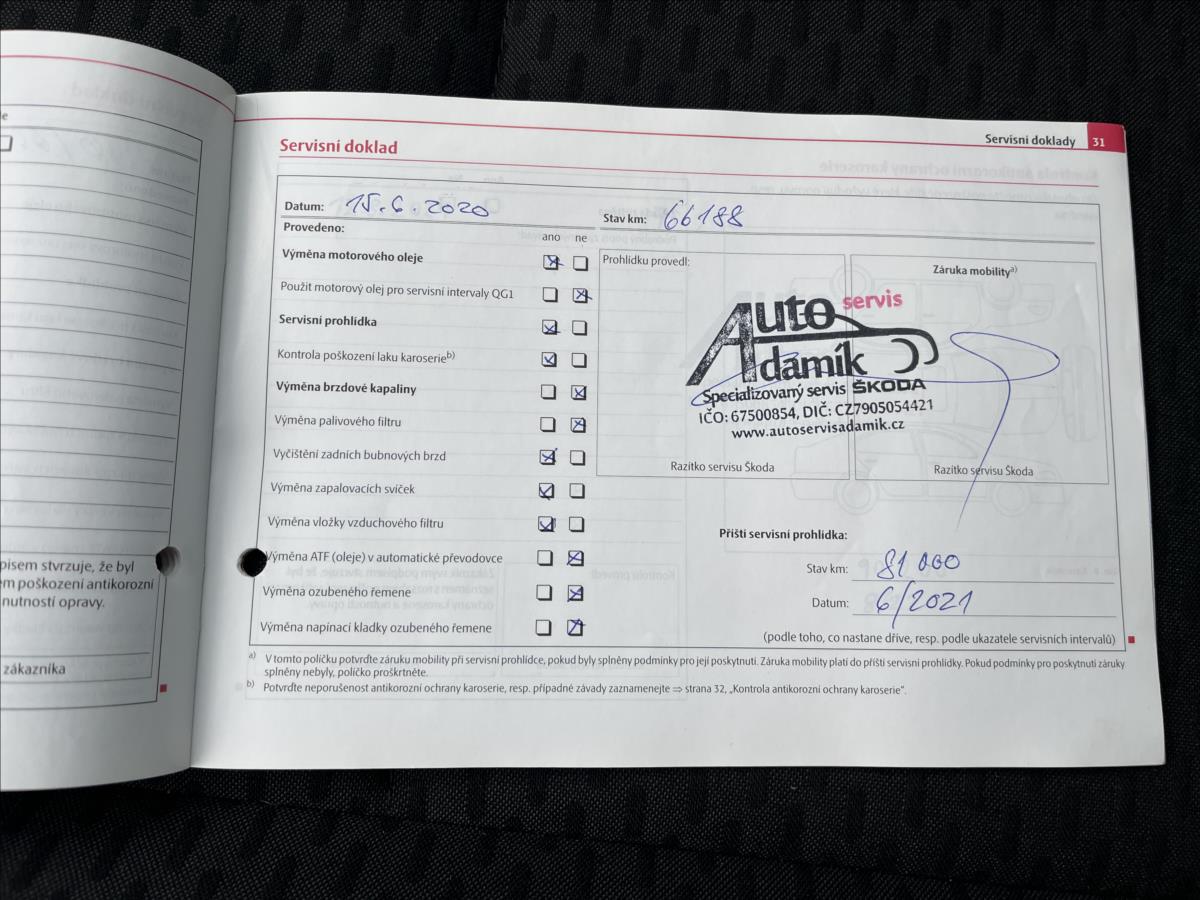 Servisní doklady 31
Servisní doklad
Datum: 15.6.2020 Stav km: 66188
Provedeno:
ano ne
Výměna motorového oleje
Použit motorový olej pro servisní intervaly QG1
Servisní prohlídka
Kontrola poškození laku karoserie b)
Výměna brzdové kapaliny
Výměna palivového filtru
Vyčištění zadních bubnových brzd
Výměna zapalovacích svíček
Výměna vložky vzduchového filtru
Výměna ATF (oleje) v automatické převodovce
Výměna ozubeného řemene
Výměna napínací kladky ozubeného řemene
Prohlídku provedl:
Záruka mobility a)
Auto servis
Adamík
Specializovaný servis ŠKODA
IČO: 67500854, DIČ: CZ7905054421
www.autoservisadamik.cz
Razítko servisu Škoda
Razítko servisu Škoda
Příští servisní prohlídka:
Stav km: 81 000
Datum: 6/2021
(podle toho, co nastane dříve, resp. podle ukazatele servisních intervalů)
a) V tomto políčku potvrďte záruku mobility při servisní prohlídce, pokud byly splněny podmínky pro její poskytnutí. Záruka mobility platí do příští servisní prohlídky. Pokud podmínky pro poskytnutí záruky
splněny nebyly, políčko proškrtněte.
b) Potvrďte neporušenost antikorozní ochrany karoserie, resp. případné závady zaznamenejte ⇒ strana 32, „Kontrola antikorozní ochrany karoserie“.
pisem stvrzuje, že byl
m poškození antikorozní
nutností opravy.
zákazníka